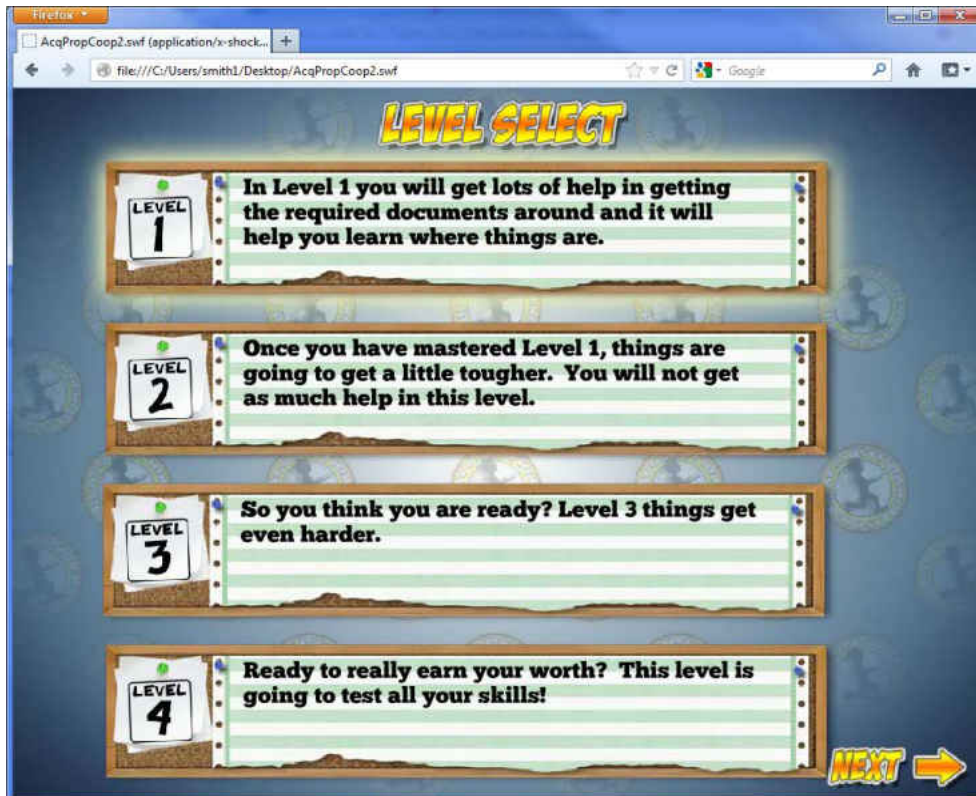 Firefox
AcqPropCoop2.swf (application/x-shock...
file:///C:/Users/smith1/Desktop/AcqPropCoop2.swf
Google
LEVEL SELECT
LEVEL
1
In Level 1 you will get lots of help in getting
the required documents around and it will
help you learn where things are.
LEVEL
2
Once you have mastered Level 1, things are
going to get a little tougher.  You will not get
as much help in this level.
LEVEL
3
So you think you are ready? Level 3 things get
even harder.
LEVEL
4
Ready to really earn your worth?  This level is
going to test all your skills!
NEXT